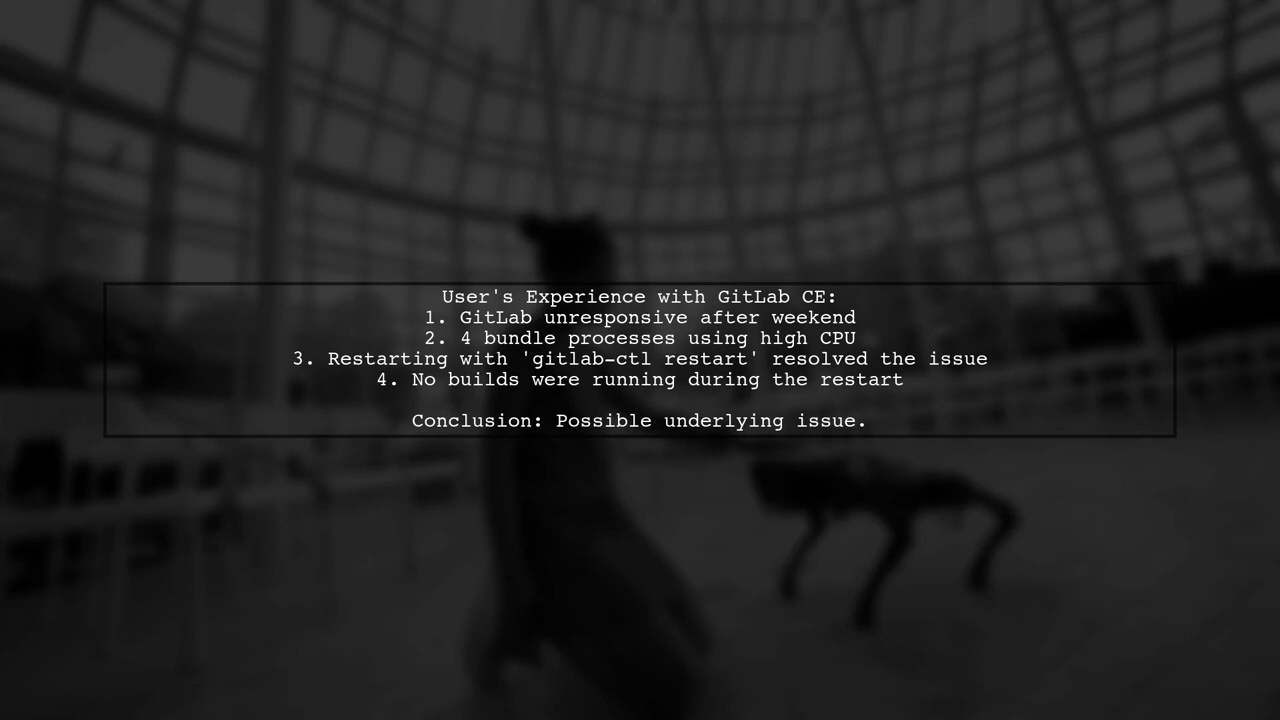 User's Experience with GitLab CE:
1. GitLab unresponsive after weekend
2. 4 bundle processes using high CPU
3. Restarting with 'gitlab-ctl restart' resolved the issue
4. No builds were running during the restart
Conclusion: Possible underlying issue.